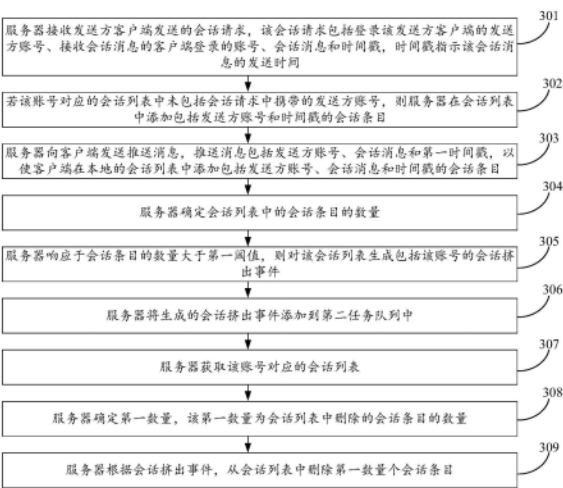 服务器接收发送方客户端发送的会话请求，该会话请求包括登录该发送方客户端的发送
方账号、接收会话消息的客户端登录的账号、会话消息和时间戳，时间戳指示该会话消
息的发送时间
301
若该账号对应的会话列表中未包括会话请求中携带的发送方账号，则服务器在会话列表
中添加包括发送方账号和时间戳的会话条目
302
服务器向客户端发送推送消息，推送消息包括发送方账号、会话消息和第一时间戳，以
使客户端在本地的会话列表中添加包括发送方账号、会话消息和时间戳的会话条目
303
服务器确定会话列表中的会话条目的数量
304
服务器响应于会话条目的数量大于第一阈值，则对该会话列表生成包括该账号的会话挤
出事件
305
服务器将生成的会话挤出事件添加到第二任务队列中
306
服务器获取该账号对应的会话列表
307
服务器确定第一数量，该第一数量为会话列表中删除的会话条目的数量
308
服务器根据会话挤出事件，从会话列表中删除第一数量个会话条目
309